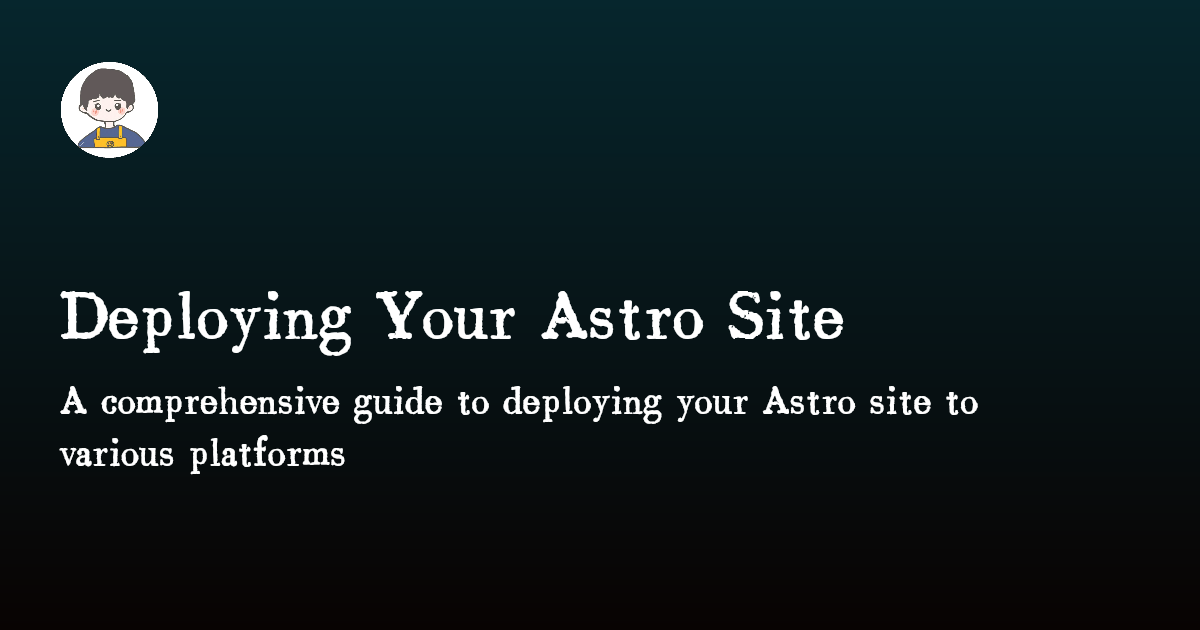 Deploying Your Astro Site
A comprehensive guide to deploying your Astro site to
various platforms